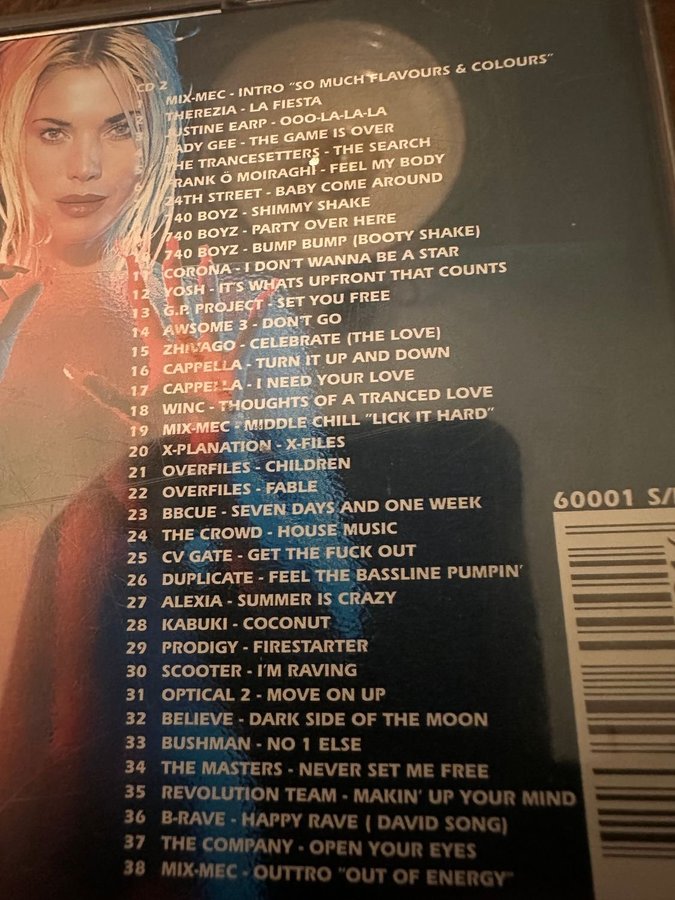 CD 2
MIX-MEC - INTRO "SO MUCH FLAVOURS & COLOURS"
THEREZIA - LA FIESTA
JUSTINE EARP - OOO-LA-LA-LA
LADY GEE - THE GAME IS OVER
THE TRANCESETTERS - THE SEARCH
FRANK Ö MOIRAGHI - FEEL MY BODY
24TH STREET - BABY COME AROUND
740 BOYZ - SHIMMY SHAKE
740 BOYZ - PARTY OVER HERE
740 BOYZ - BUMP BUMP (BOOTY SHAKE)
11 CORONA - I DON'T WANNA BE A STAR
12 YOSH - IT'S WHATS UPFRONT THAT COUNTS
13 G.P. PROJECT - SET YOU FREE
14 AWSOME 3 - DON'T GO
15 ZHIVAGO - CELEBRATE (THE LOVE)
16 CAPPELLA - TURN IT UP AND DOWN
17 CAPPELLA - I NEED YOUR LOVE
18 WINC - THOUGHTS OF A TRANCED LOVE
19 MIX-MEC - MIDDLE CHILL "LICK IT HARD"
20 X-PLANATION - X-FILES
21 OVERFILES - CHILDREN
22 OVERFILES - FABLE
23 BBCUE - SEVEN DAYS AND ONE WEEK
24 THE CROWD - HOUSE MUSIC
25 CV GATE - GET THE FUCK OUT
26 DUPLICATE - FEEL THE BASSLINE PUMPIN'
27 ALEXIA - SUMMER IS CRAZY
28 KABUKI - COCONUT
29 PRODIGY - FIRESTARTER
30 SCOOTER - I'M RAVING
31 OPTICAL 2 - MOVE ON UP
32 BELIEVE - DARK SIDE OF THE MOON
33 BUSHMAN - NO 1 ELSE
34 THE MASTERS - NEVER SET ME FREE
35 REVOLUTION TEAM - MAKIN' UP YOUR MIND
36 B-RAVE - HAPPY RAVE ( DAVID SONG)
37 THE COMPANY - OPEN YOUR EYES
38 MIX-MEC - OUTTRO "OUT OF ENERGY"
60001